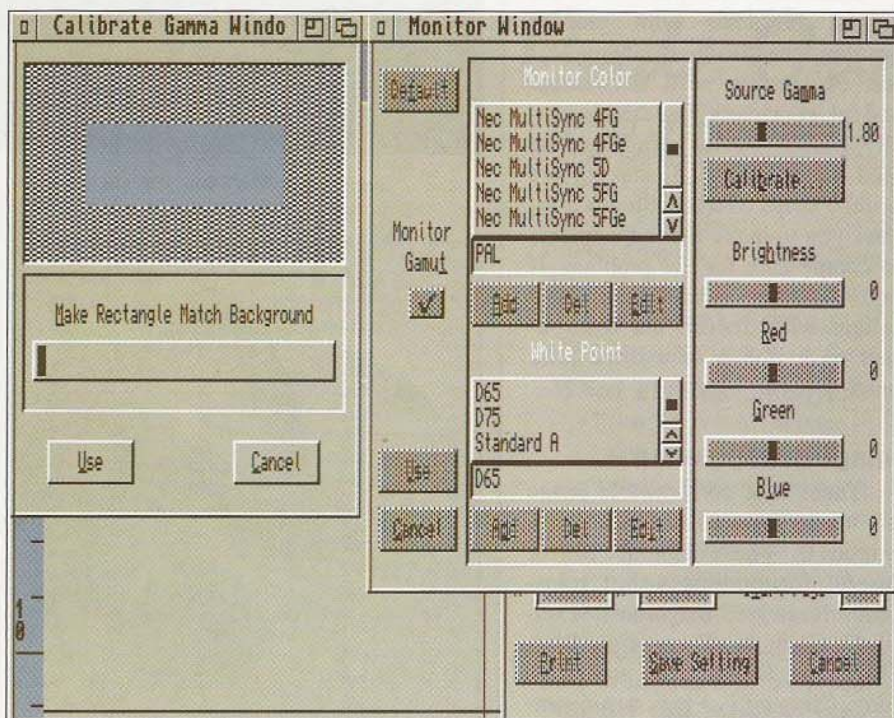 Calibrate Gamma Windo
Make Rectangle Match Background
Use
Cancel
Monitor Window
Default
Monitor
Gamut
Use
Cancel
Monitor Color
Nec MultiSync 4FG
Nec MultiSync 4FGe
Nec MultiSync 5D
Nec MultiSync 5FG
Nec MultiSync 5FGe
PAL
Add
Del
Edit
White Point
D65
D75
Standard A
D65
Add
Del
Edit
Source Gamma
1.80
Calibrate...
Brightness
0
Red
0
Green
0
Blue
0
10
Print
Save Setting
Cancel